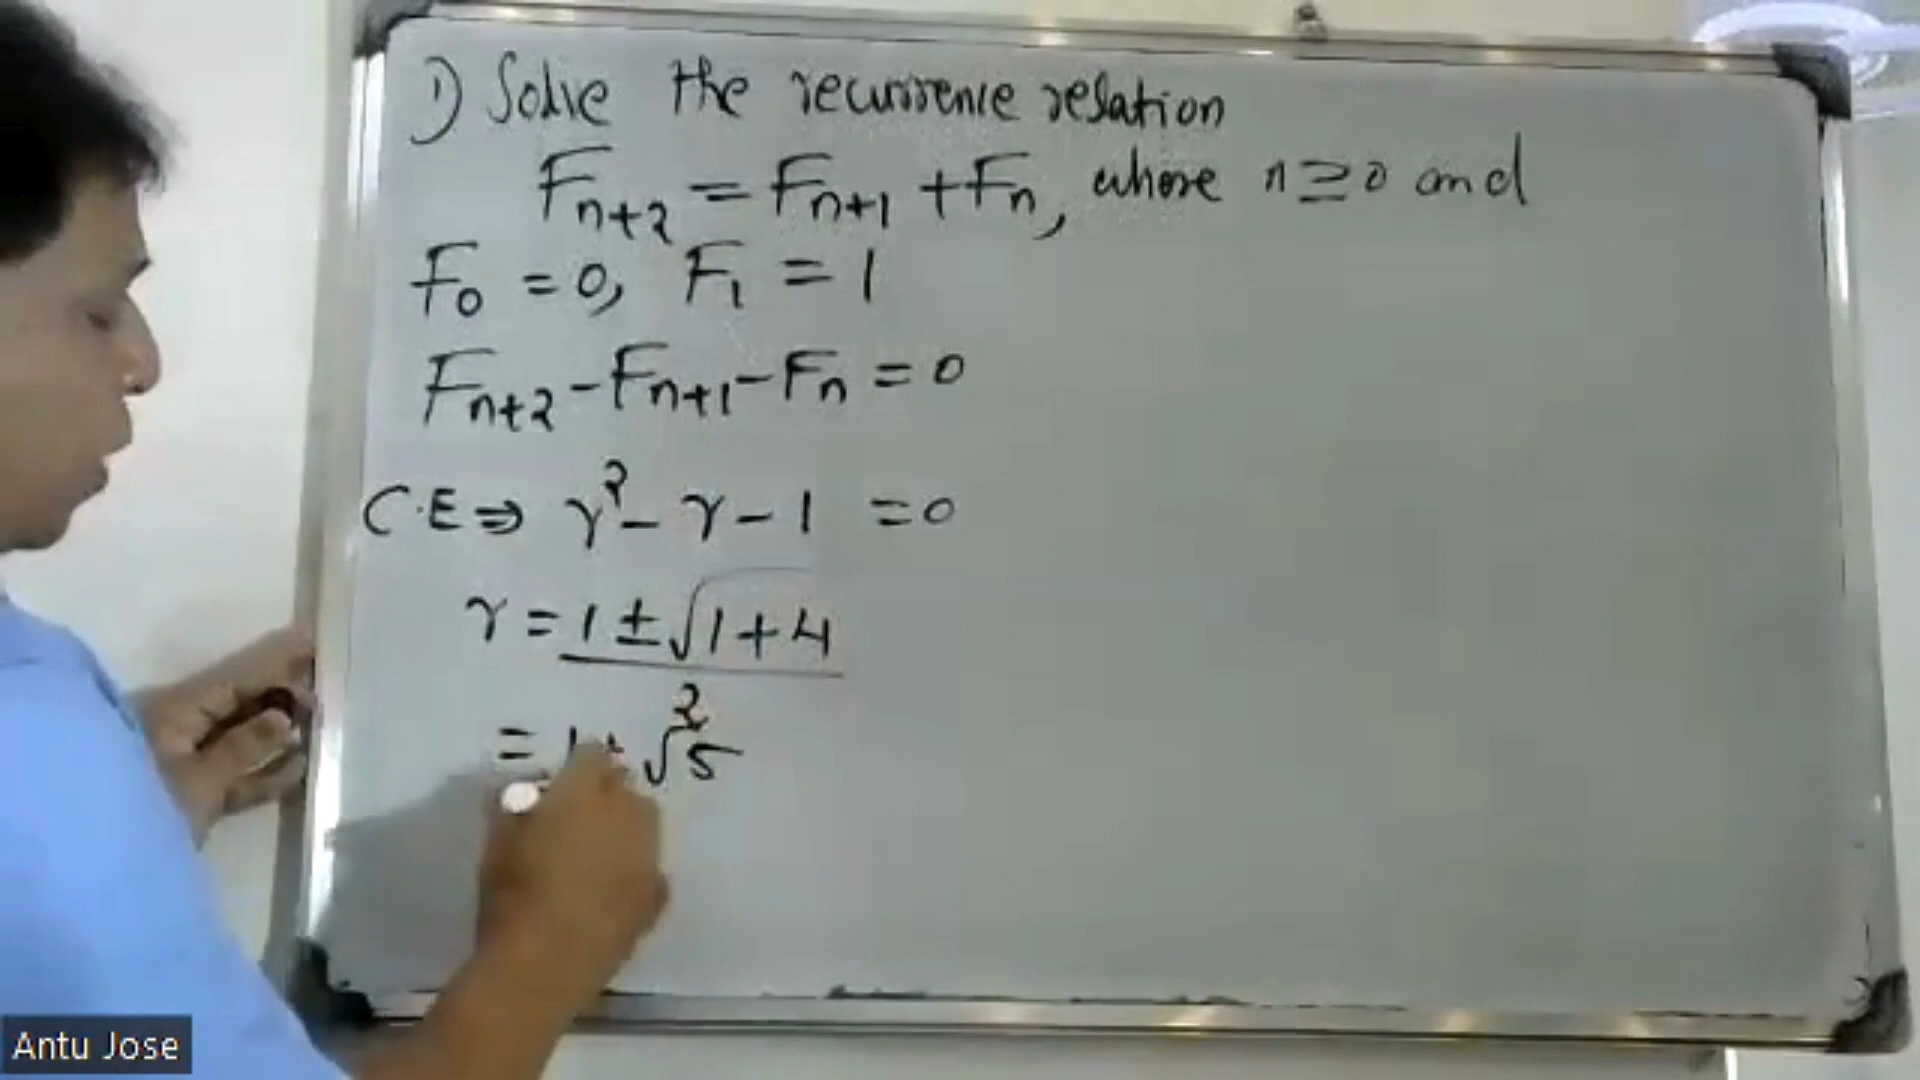 1) Solve the recurrence relation
Fn+2 = Fn+1 + Fn, where n ≥ 0 and
F0 = 0, F1 = 1
Fn+2 - Fn+1 - Fn = 0
C.E ⇒ r² - r - 1 = 0
r = 1 ± √1+4
2
= 1 ± √5
Antu Jose